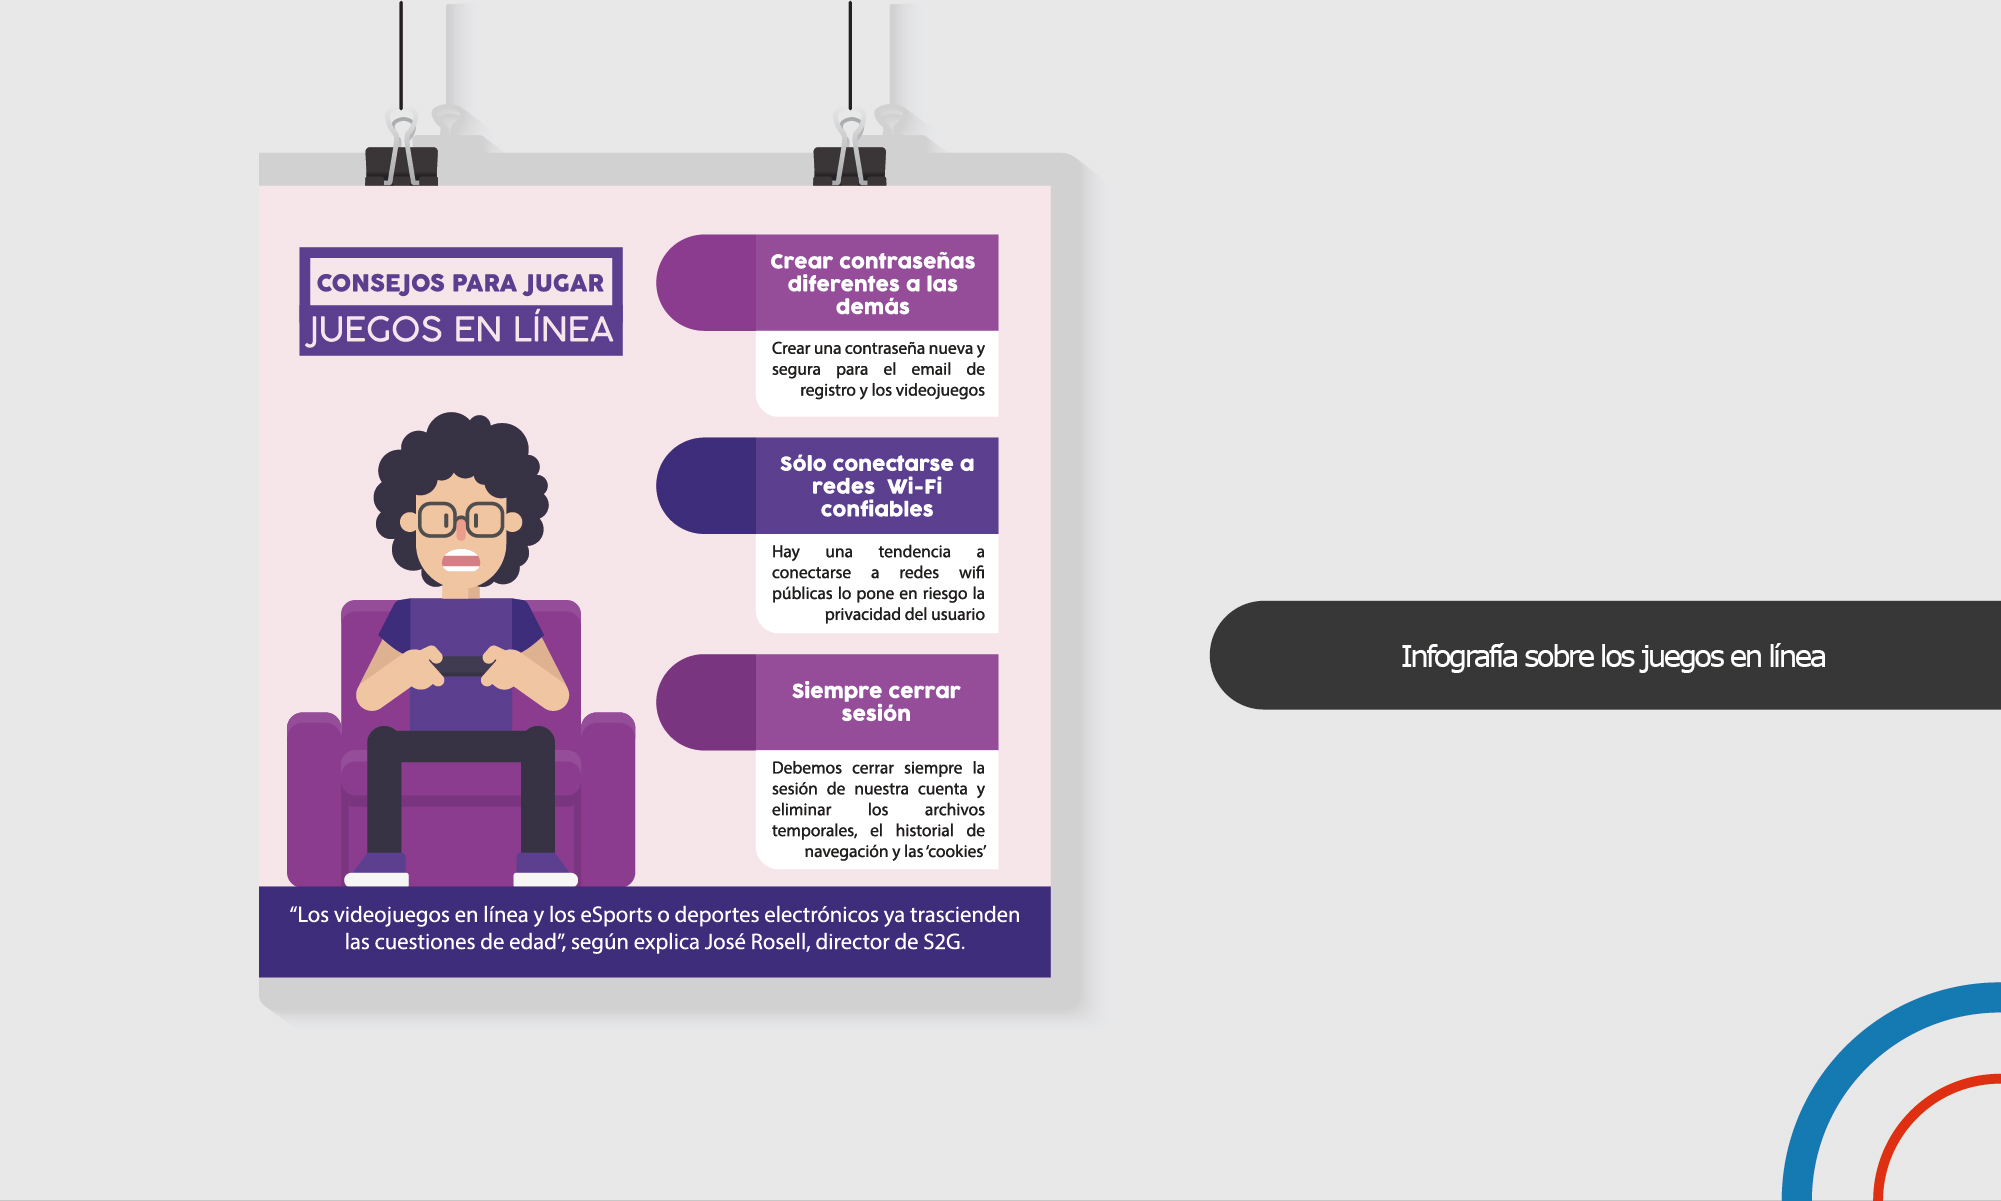 CONSEJOS PARA JUGAR
JUEGOS EN LÍNEA
Crear contraseñas
diferentes a las
demás
Crear una contraseña nueva y
segura para el email de
registro y los videojuegos
Sólo conectarse a
redes Wi-Fi
confiables
Hay una tendencia a
conectarse a redes wifi
públicas lo pone en riesgo la
privacidad del usuario
Siempre cerrar
sesión
Debemos cerrar siempre la
sesión de nuestra cuenta y
eliminar los archivos
temporales, el historial de
navegación y las ‘cookies’
“Los videojuegos en línea y los eSports o deportes electrónicos ya trascienden
las cuestiones de edad”, según explica José Rosell, director de S2G.
Infografía sobre los juegos en línea